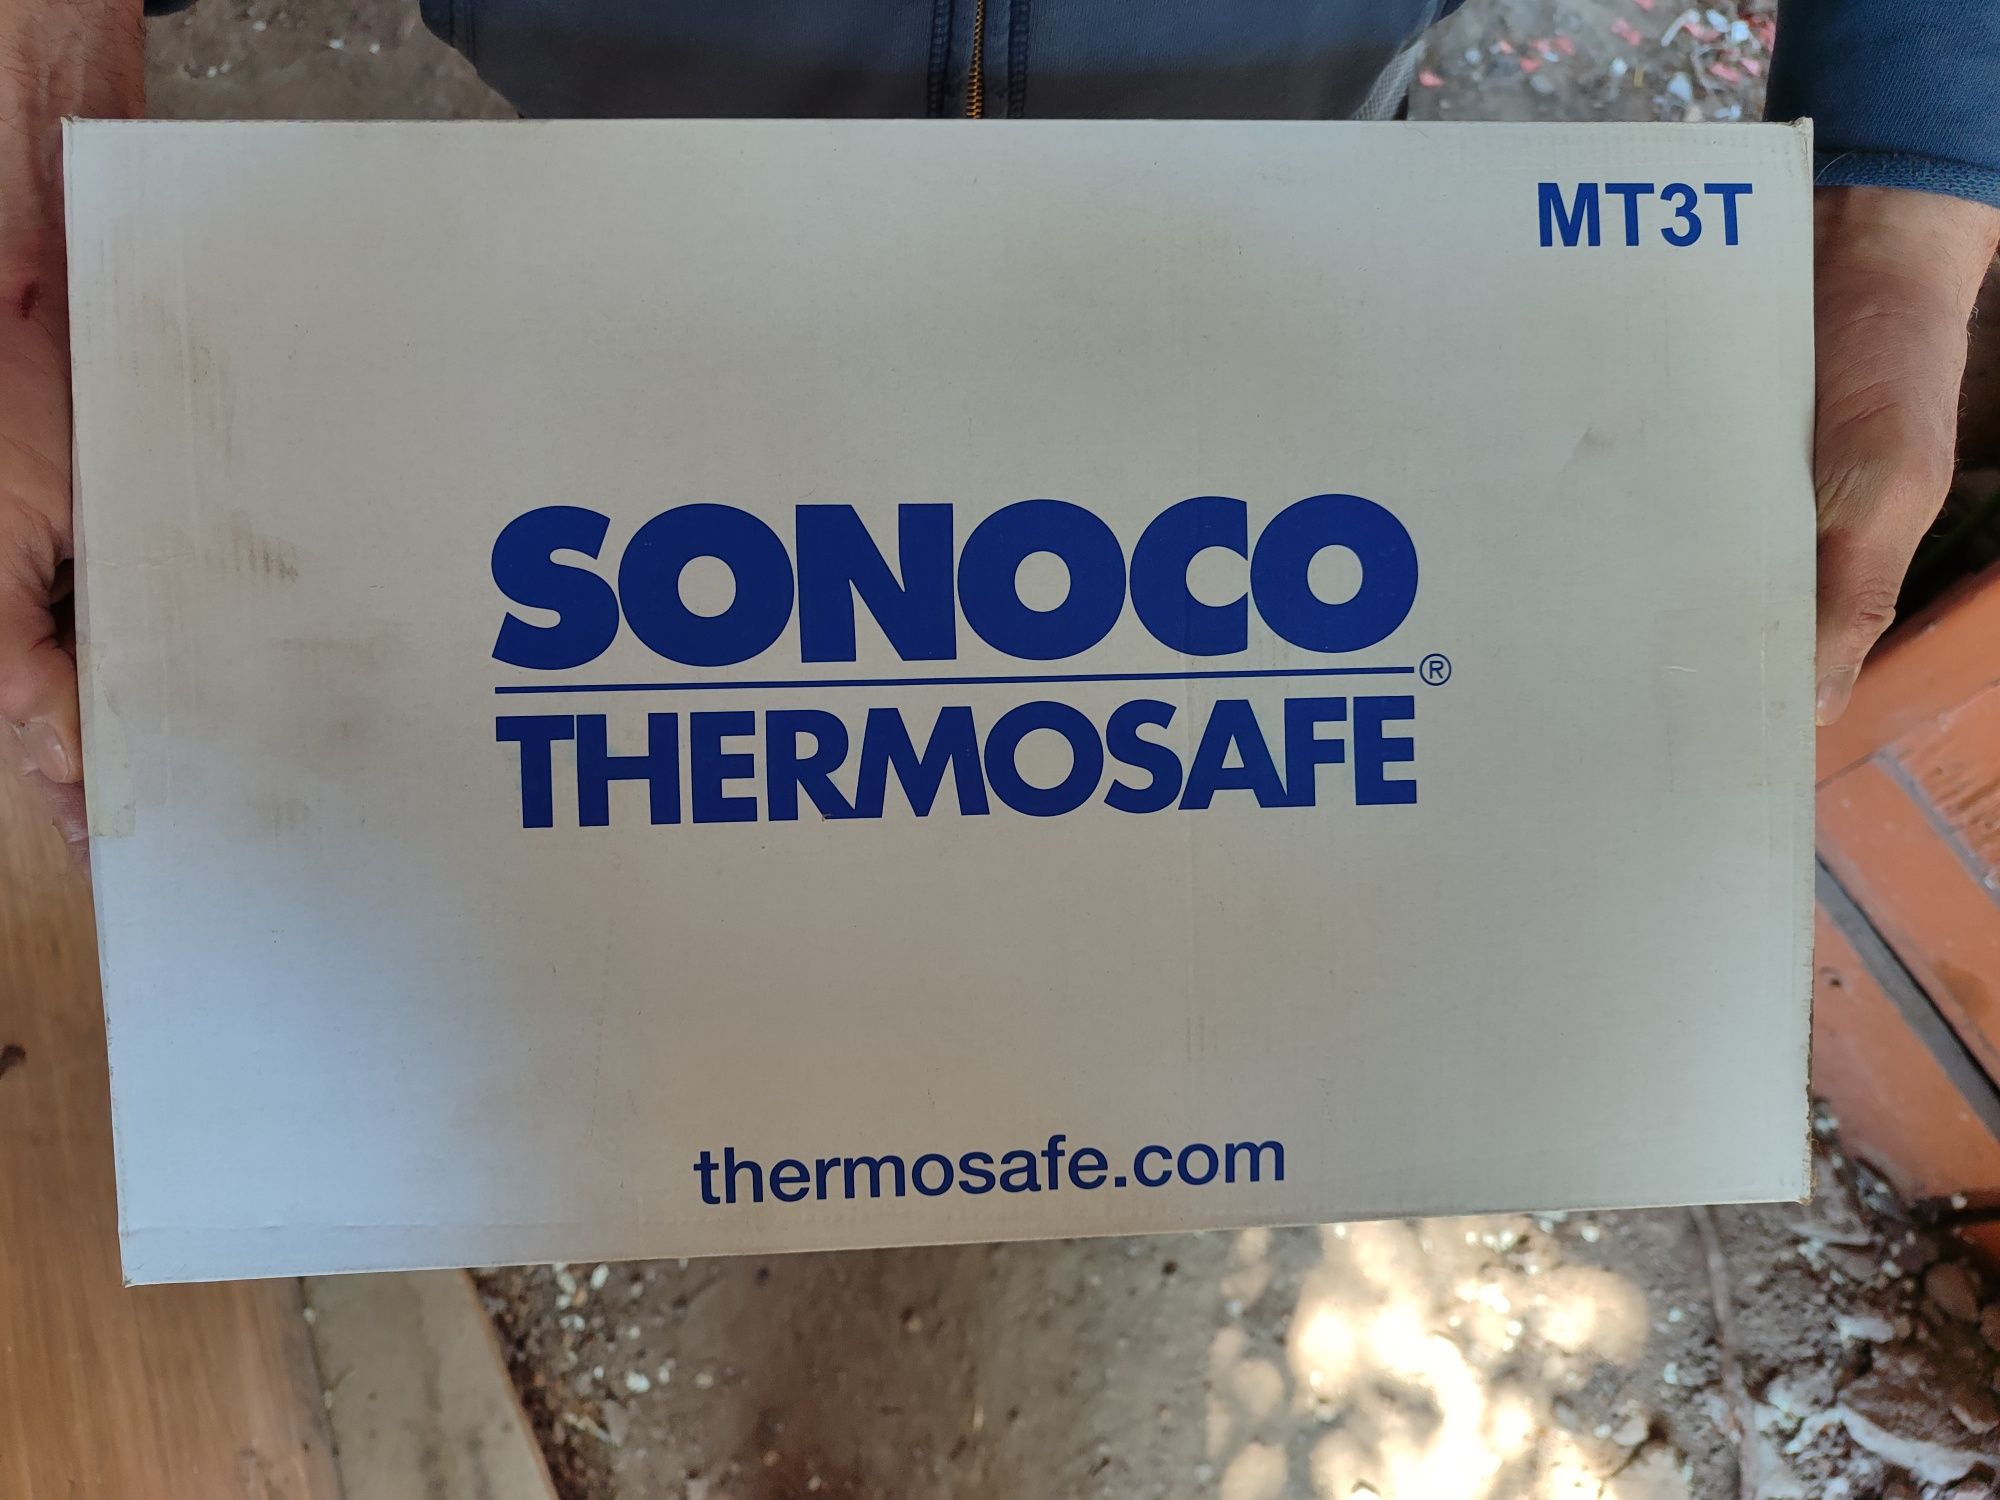 MT3T
SONOCO
®
THERMOSAFE
thermosafe.com